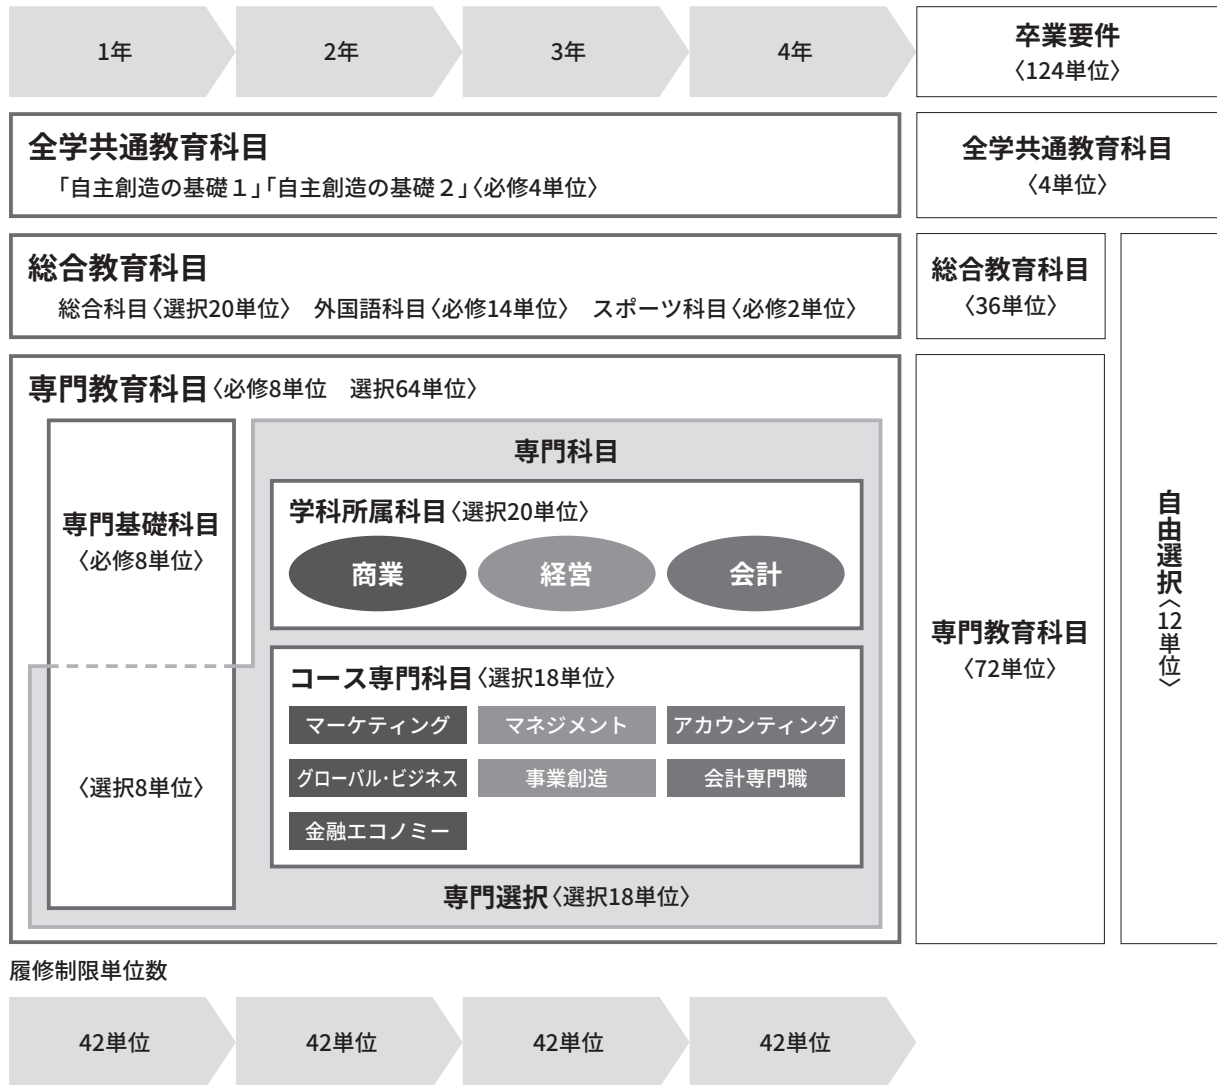 1年
2年
3年
4年
卒業要件
〈124単位〉
全学共通教育科目
「自主創造の基礎１」「自主創造の基礎２」〈必修4単位〉
全学共通教育科目
〈4単位〉
総合教育科目
総合科目〈選択20単位〉 外国語科目〈必修14単位〉 スポーツ科目〈必修2単位〉
総合教育科目
〈36単位〉
専門教育科目〈必修8単位　選択64単位〉
専門基礎科目
〈必修8単位〉
〈選択8単位〉
専門科目
学科所属科目〈選択20単位〉
商業
経営
会計
コース専門科目〈選択18単位〉
マーケティング
マネジメント
アカウンティング
グローバル・ビジネス
事業創造
会計専門職
金融エコノミー
専門選択〈選択18単位〉
専門教育科目
〈72単位〉
自由選択〈12単位〉
履修制限単位数
42単位
42単位
42単位
42単位